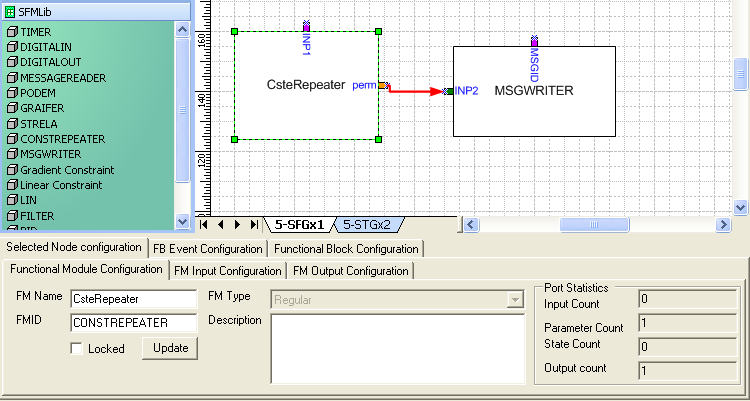 SFMLib
TIMER
DIGITALIN
DIGITALOUT
MESSAGEREADER
PODEM
GRAIFER
STRELA
CONSTREPEATER
MSGWRITER
Gradient Constraint
Linear Constraint
LIN
FILTER
160
140
120
INP1
CsteRepeater
perm
MSGID
INP2
MSGWRITER
5-SFGx1
5-STGx2
Selected Node configuration
FB Event Configuration
Functional Block Configuration
Functional Module Configuration
FM Input Configuration
FM Output Configuration
FM Name
CsteRepeater
FM Type
Regular
FMID
CONSTREPEATER
Description
Locked
Update
Port Statistics
Input Count
0
Parameter Count
1
State Count
0
Output count
1